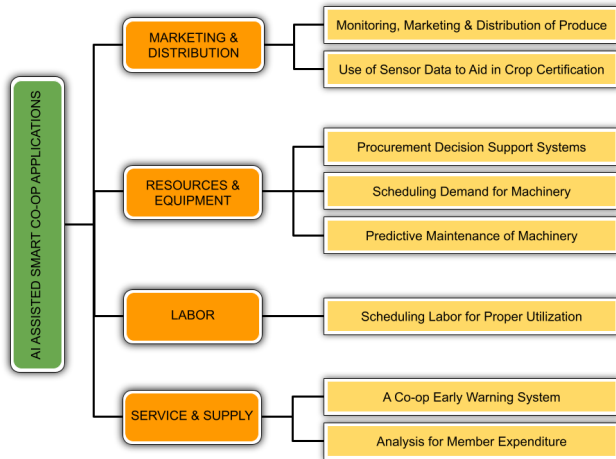 AI ASSISTED SMART CO-OP APPLICATIONS
MARKETING &
DISTRIBUTION
Monitoring, Marketing & Distribution of Produce
Use of Sensor Data to Aid in Crop Certification
RESOURCES &
EQUIPMENT
Procurement Decision Support Systems
Scheduling Demand for Machinery
Predictive Maintenance of Machinery
LABOR
Scheduling Labor for Proper Utilization
SERVICE & SUPPLY
A Co-op Early Warning System
Analysis for Member Expenditure